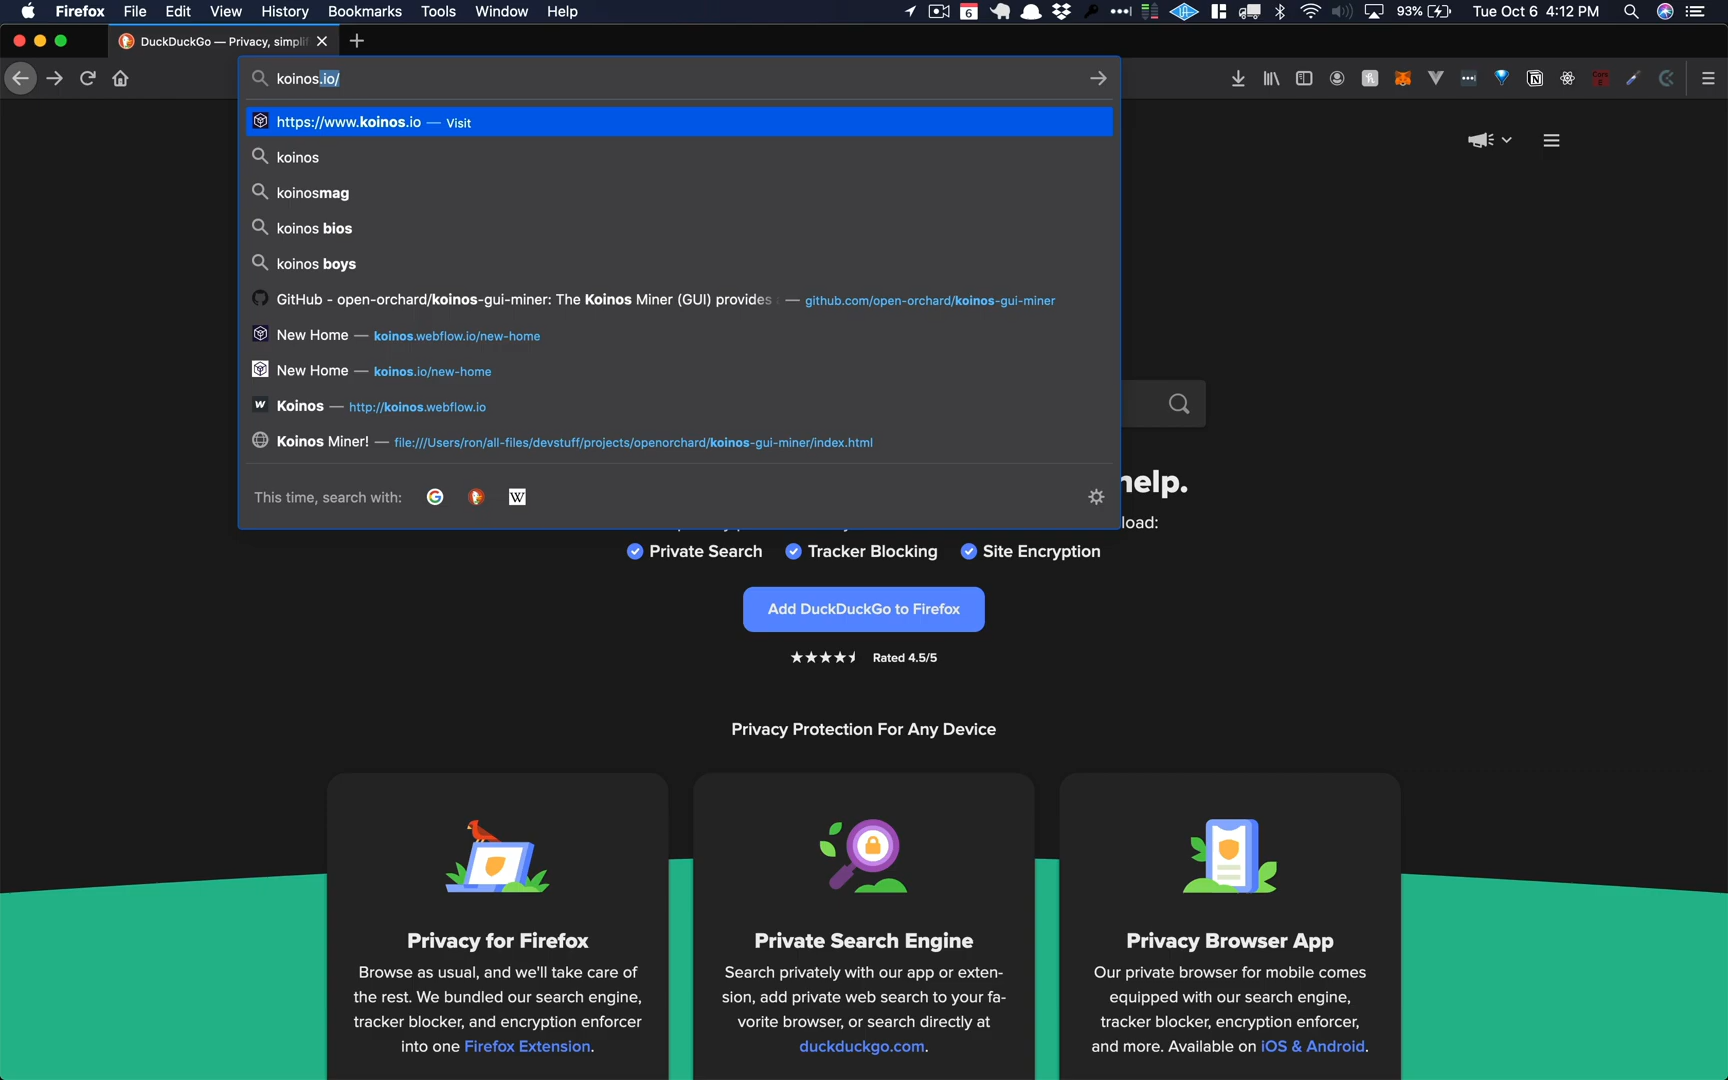 Firefox File Edit View History Bookmarks Tools Window Help 6 93% Tue Oct 6 4:12 PM
DuckDuckGo — Privacy, simplif
koinos.io/
https://www.koinos.io — Visit
koinos
koinosmag
koinos bios
koinos boys
GitHub - open-orchard/koinos-gui-miner: The Koinos Miner (GUI) provides — github.com/open-orchard/koinos-gui-miner
New Home — koinos.webflow.io/new-home
New Home — koinos.io/new-home
Koinos — http://koinos.webflow.io
Koinos Miner! — file:///Users/ron/all-files/devstuff/projects/openorchard/koinos-gui-miner/index.html
This time, search with:
help.
load:
Private Search Tracker Blocking Site Encryption
Add DuckDuckGo to Firefox
Rated 4.5/5
Privacy Protection For Any Device
Privacy for Firefox
Browse as usual, and we'll take care of
the rest. We bundled our search engine,
tracker blocker, and encryption enforcer
into one Firefox Extension.
Private Search Engine
Search privately with our app or exten-
sion, add private web search to your fa-
vorite browser, or search directly at
duckduckgo.com.
Privacy Browser App
Our private browser for mobile comes
equipped with our search engine,
tracker blocker, encryption enforcer,
and more. Available on iOS & Android.